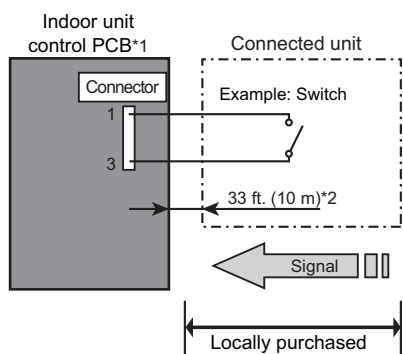 Indoor unit
control PCB*1
Connected unit
Connector
Example: Switch
1
3
33 ft. (10 m)*2
Signal
Locally purchased